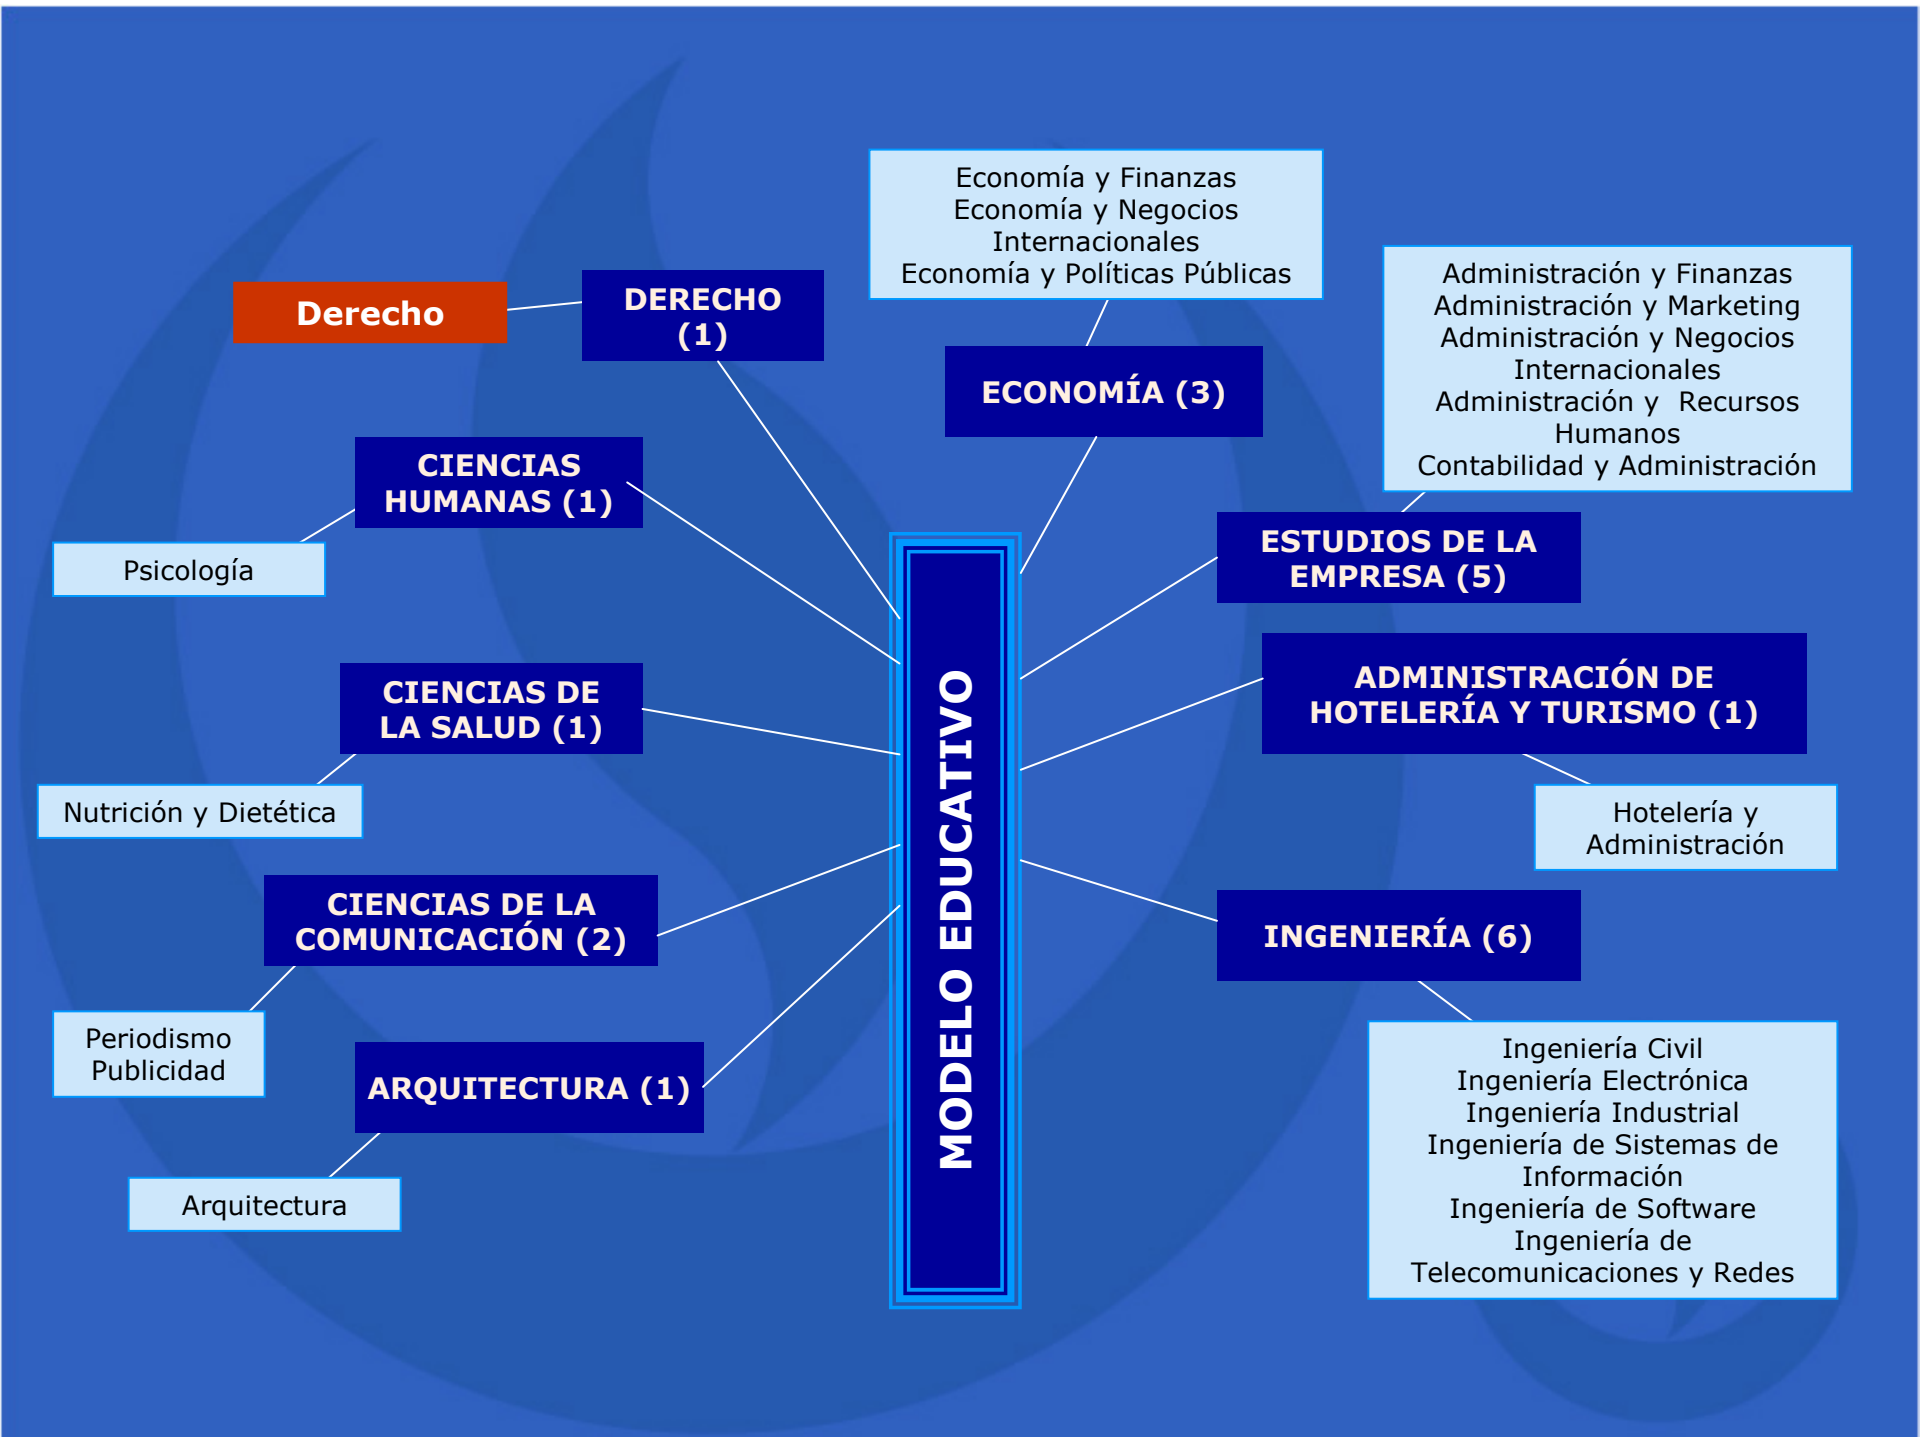 Derecho
DERECHO
(1)
CIENCIAS
HUMANAS (1)
Psicología
CIENCIAS DE
LA SALUD (1)
Nutrición y Dietética
CIENCIAS DE LA
COMUNICACIÓN (2)
Periodismo
Publicidad
ARQUITECTURA (1)
Arquitectura
MODELO EDUCATIVO
Economía y Finanzas
Economía y Negocios
Internacionales
Economía y Políticas Públicas
ECONOMÍA (3)
Administración y Finanzas
Administración y Marketing
Administración y Negocios
Internacionales
Administración y  Recursos
Humanos
Contabilidad y Administración
ESTUDIOS DE LA
EMPRESA (5)
ADMINISTRACIÓN DE
HOTELERÍA Y TURISMO (1)
Hotelería y
Administración
INGENIERÍA (6)
Ingeniería Civil
Ingeniería Electrónica
Ingeniería Industrial
Ingeniería de Sistemas de
Información
Ingeniería de Software
Ingeniería de
Telecomunicaciones y Redes